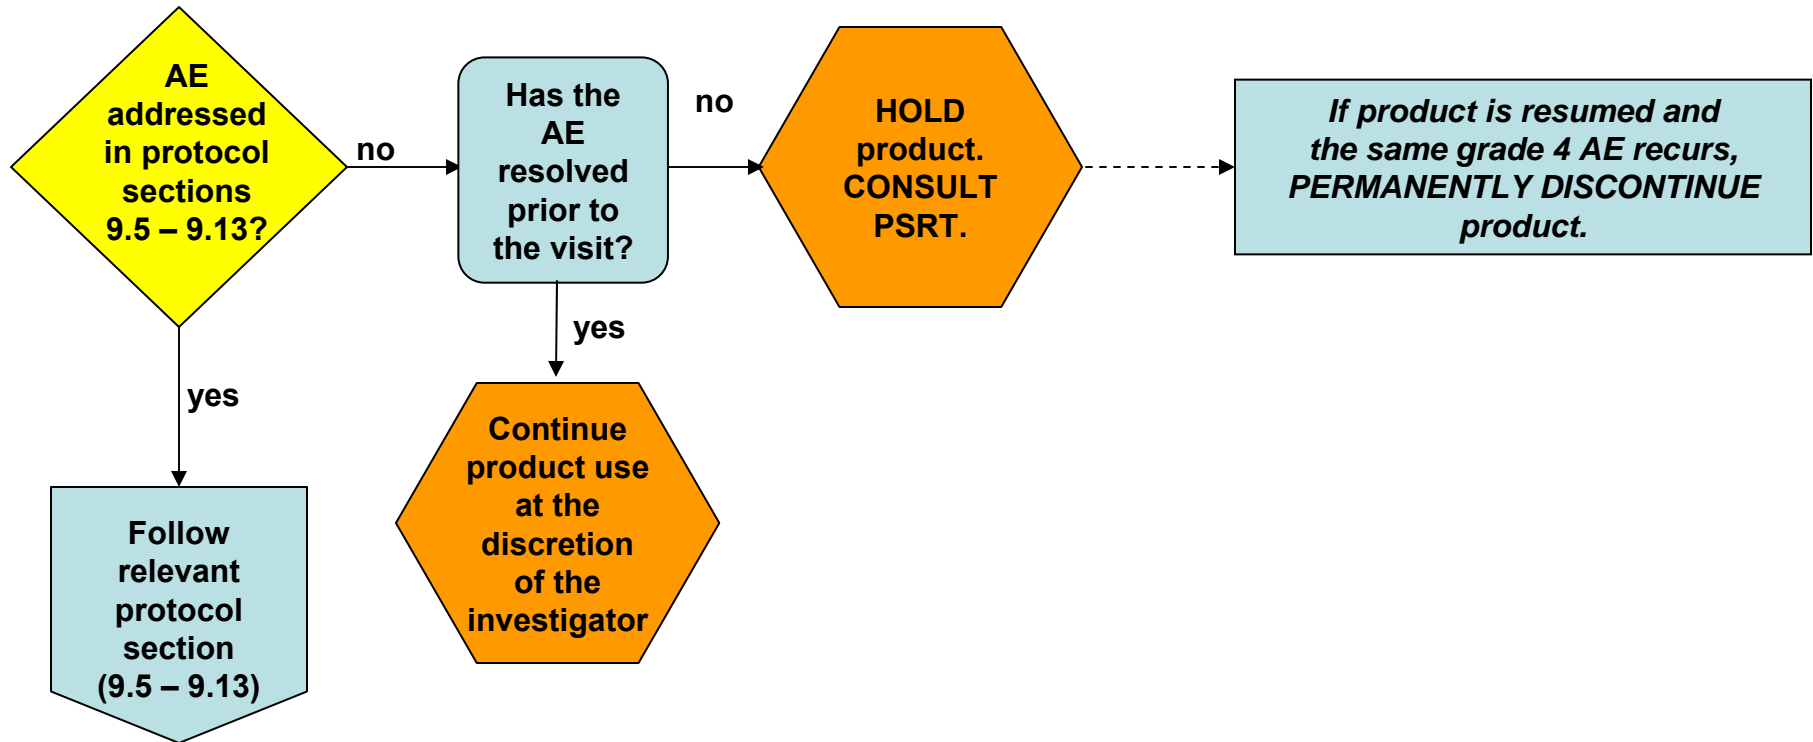 AE
addressed
in protocol
sections
9.5 – 9.13?
no
yes
Follow
relevant
protocol
section
(9.5 – 9.13)
Has the
AE
resolved
prior to
the visit?
no
yes
Continue
product use
at the
discretion
of the
investigator
HOLD
product.
CONSULT
PSRT.
If product is resumed and
the same grade 4 AE recurs,
PERMANENTLY DISCONTINUE
product.